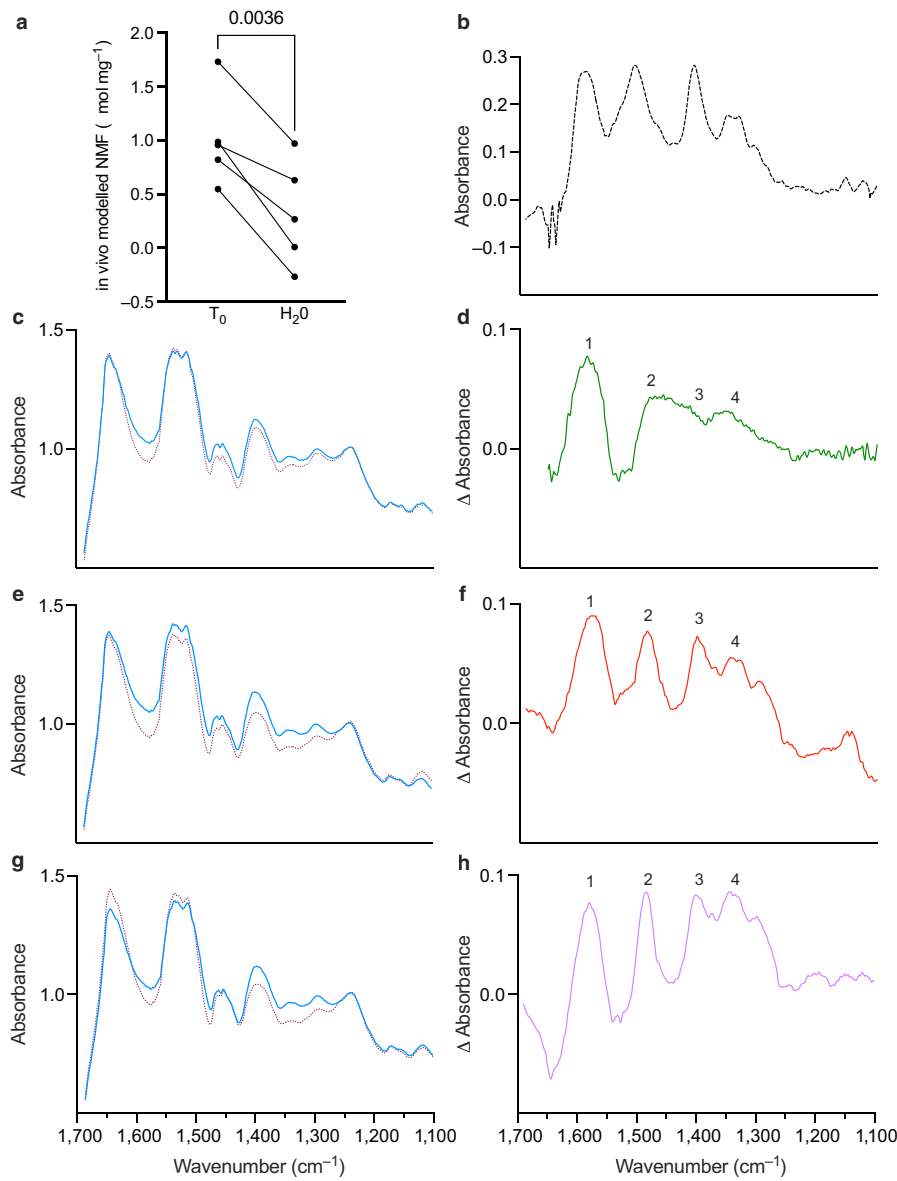 a
0.0036
in vivo modelled NMF ( mol mg−1)
2.0
1.5
1.0
0.5
0.0
−0.5
T0
H20
b
Absorbance
0.3
0.2
0.1
0.0
−0.1
c
Absorbance
1.5
1.0
d
Δ Absorbance
0.1
0.0
1
2
3
4
e
Absorbance
1.5
1.0
f
Δ Absorbance
0.1
0.0
1
2
3
4
g
Absorbance
1.5
1.0
1,700 1,600 1,500 1,400 1,300 1,200 1,100
Wavenumber (cm−1)
h
Δ Absorbance
0.1
0.0
1
2
3
4
1,700 1,600 1,500 1,400 1,300 1,200 1,100
Wavenumber (cm−1)